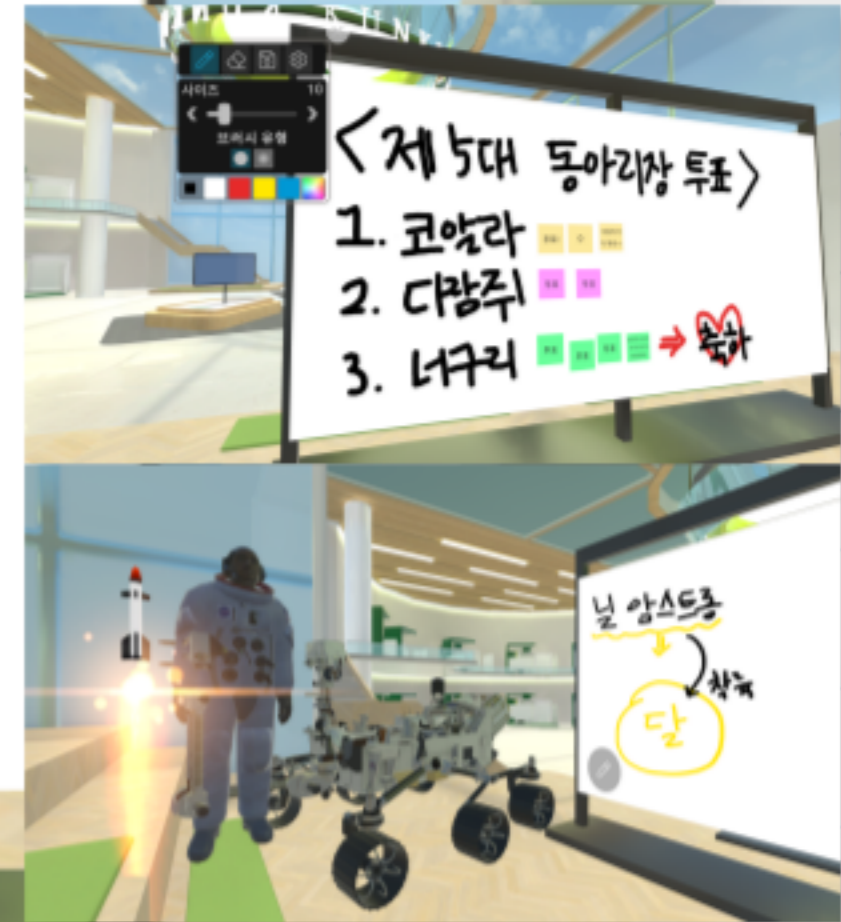 사이즈 10
브러시 유형
<제 5대 동아리장 투표>
1. 코알라
2. 다람쥐
3. 너구리 ⇒ 축하
닐 암스트롱
착륙
달